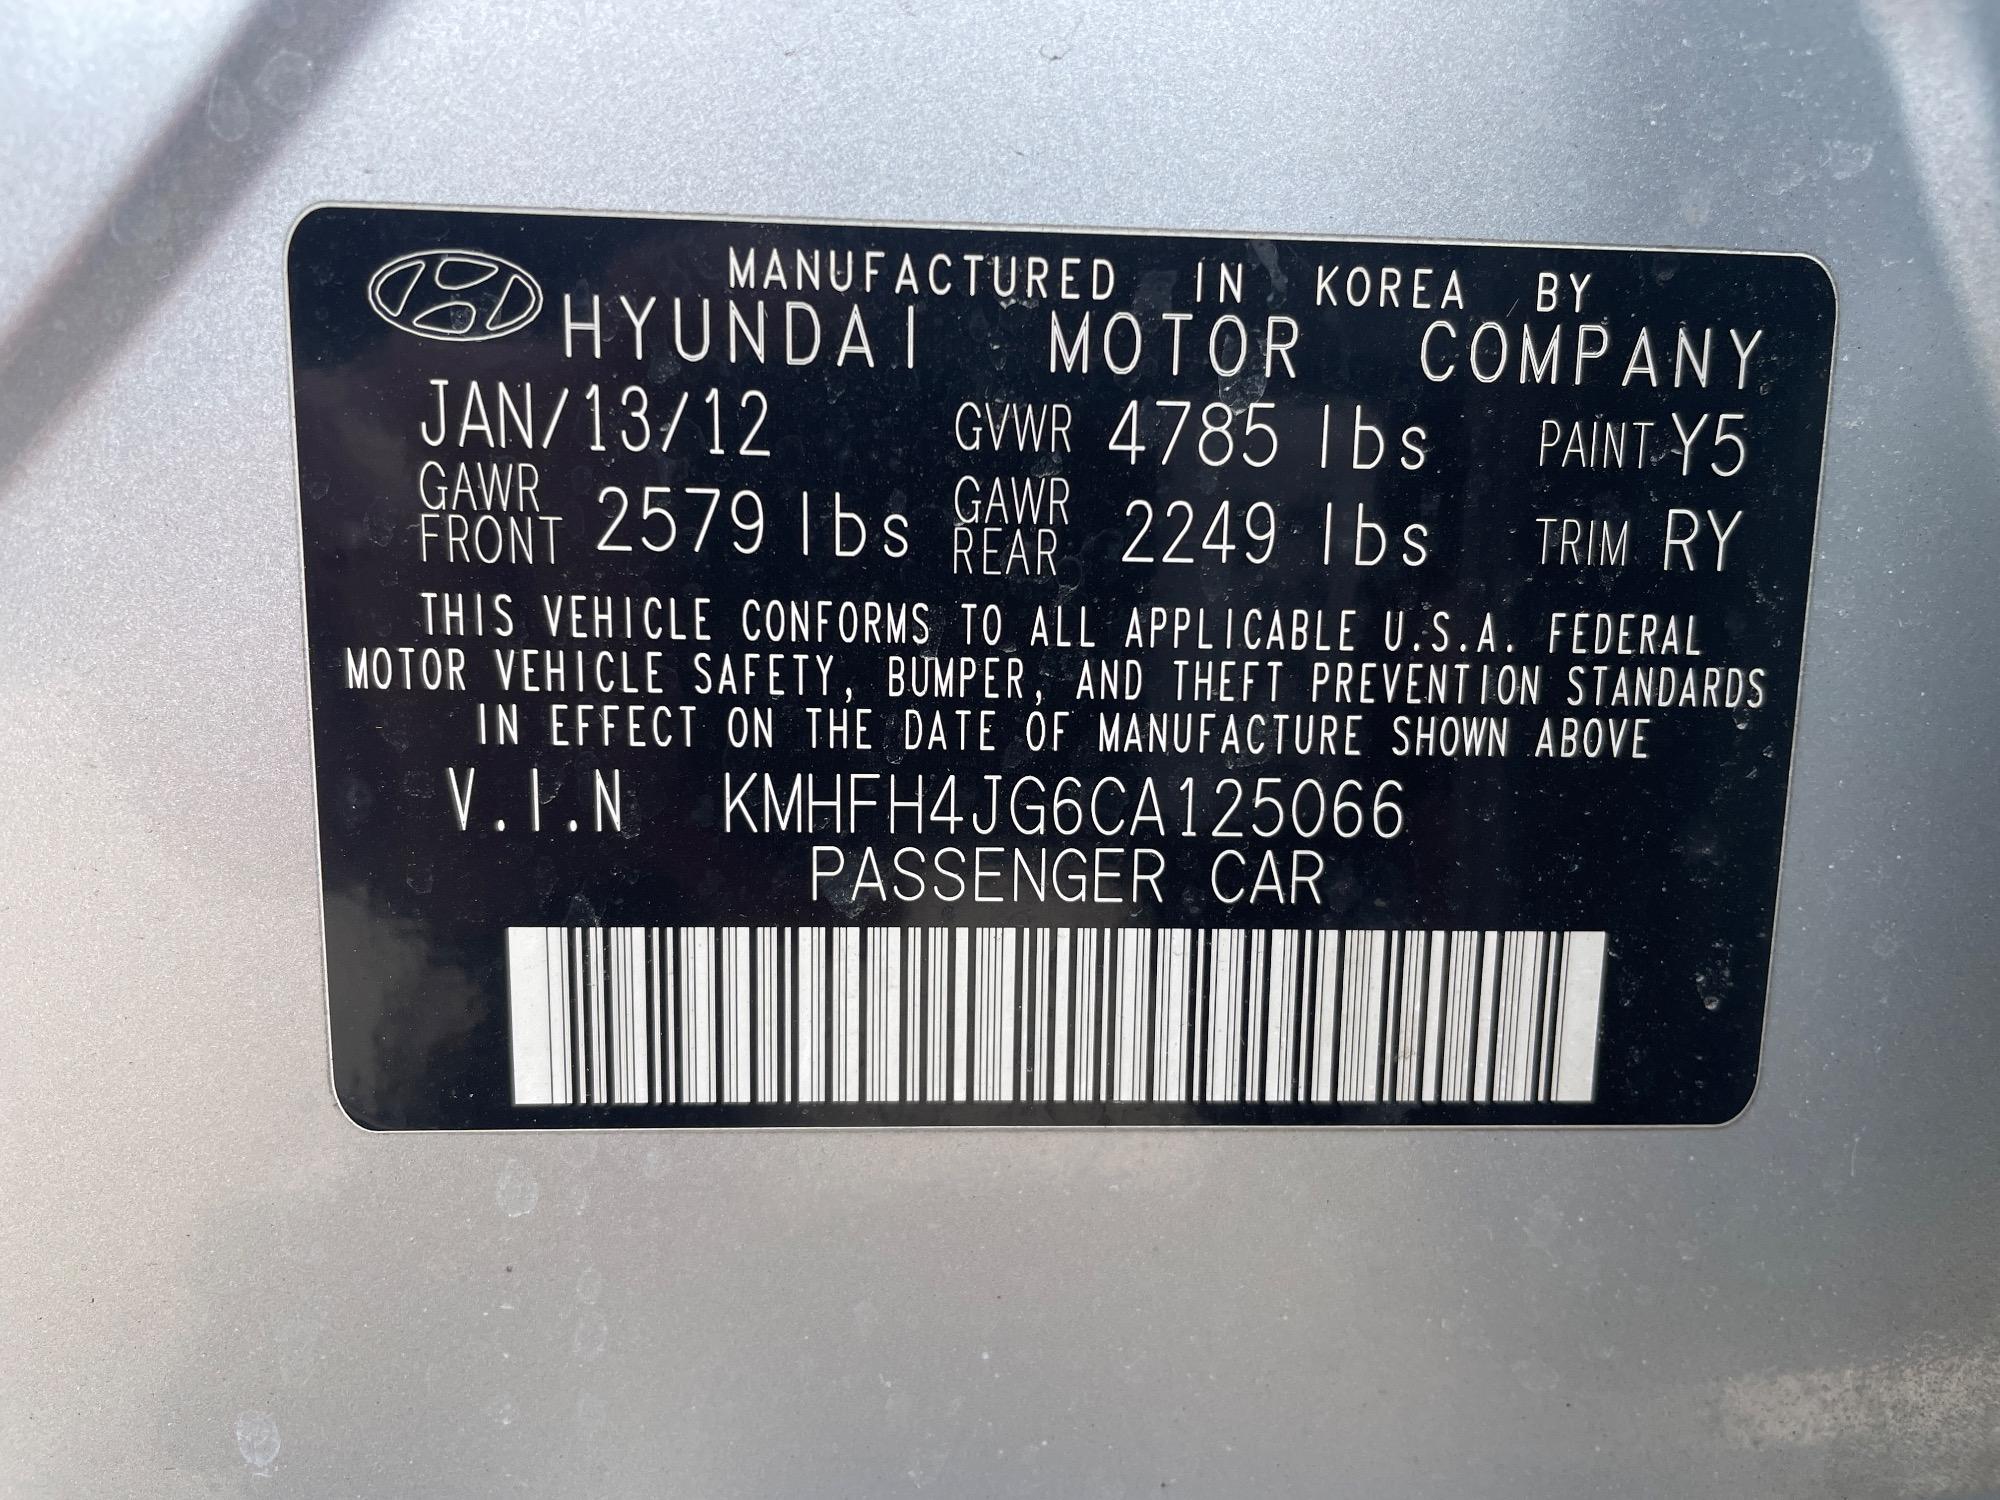 MANUFACTURED IN KOREA BY
HYUNDAI MOTOR COMPANY
JAN/13/12 GVWR 4785 lbs PAINT Y5
GAWR FRONT 2579 lbs GAWR REAR 2249 lbs TRIM RY
THIS VEHICLE CONFORMS TO ALL APPLICABLE U.S.A. FEDERAL
MOTOR VEHICLE SAFETY, BUMPER, AND THEFT PREVENTION STANDARDS
IN EFFECT ON THE DATE OF MANUFACTURE SHOWN ABOVE
V.I.N KMHFH4JG6CA125066
PASSENGER CAR